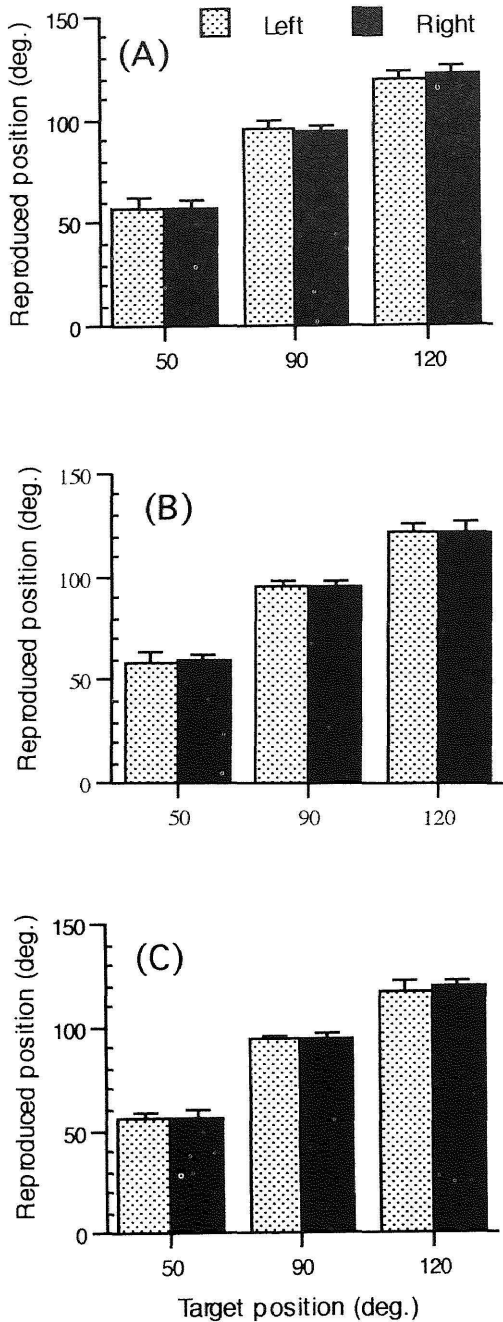 Left Right
(A)
Reproduced position (deg.)
150
100
50
0
50 90 120
(B)
Reproduced position (deg.)
150
100
50
0
50 90 120
(C)
Reproduced position (deg.)
150
100
50
0
50 90 120
Target position (deg.)